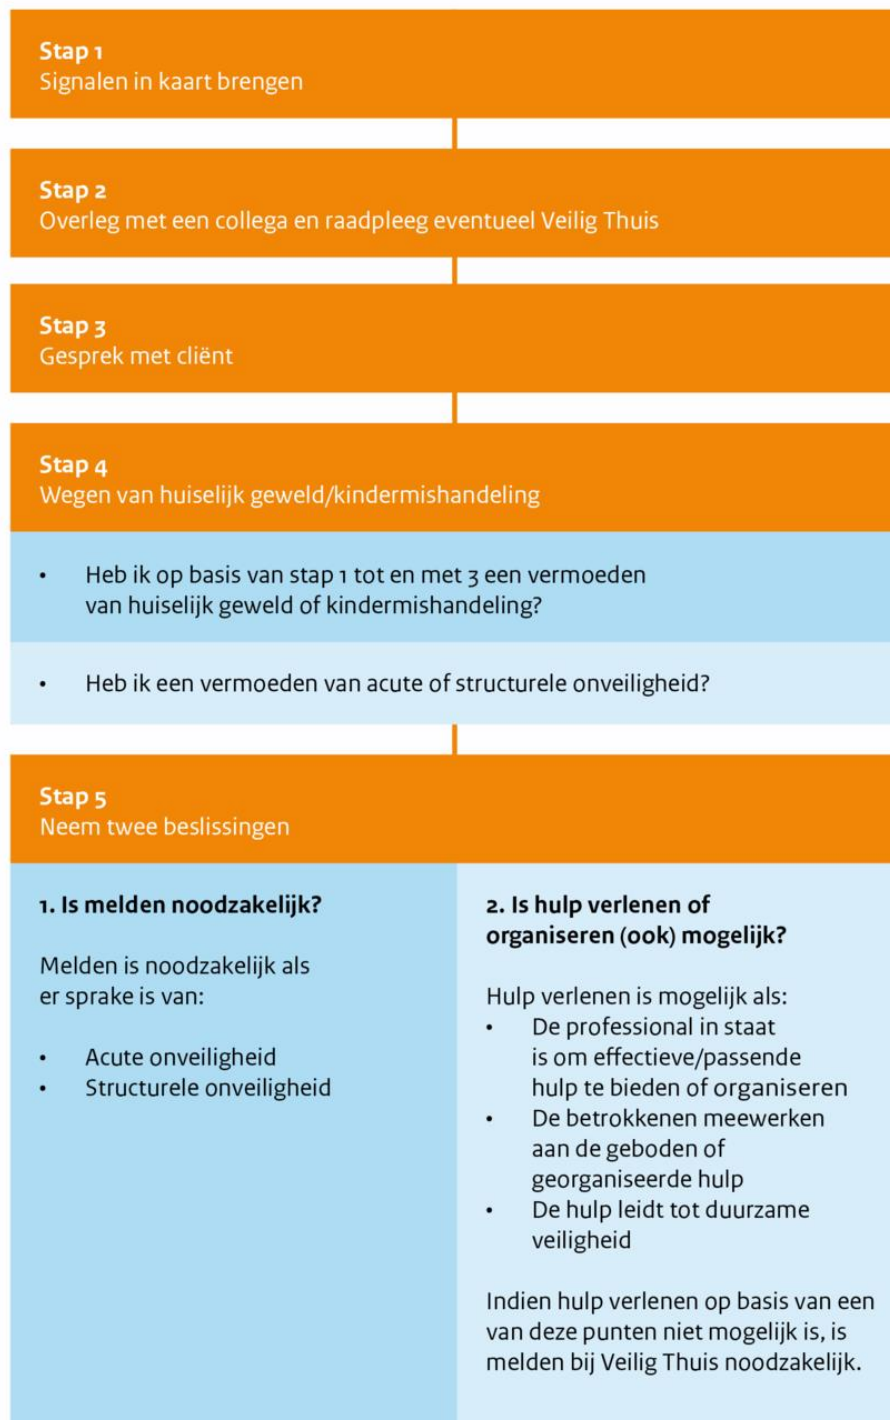 Stap 1
Signalen in kaart brengen
Stap 2
Overleg met een collega en raadpleeg eventueel Veilig Thuis
Stap 3
Gesprek met cliënt
Stap 4
Wegen van huiselijk geweld/kindermishandeling
• Heb ik op basis van stap 1 tot en met 3 een vermoeden
van huiselijk geweld of kindermishandeling?
• Heb ik een vermoeden van acute of structurele onveiligheid?
Stap 5
Neem twee beslissingen
1. Is melden noodzakelijk?
Melden is noodzakelijk als
er sprake is van:
• Acute onveiligheid
• Structurele onveiligheid
2. Is hulp verlenen of
organiseren (ook) mogelijk?
Hulp verlenen is mogelijk als:
• De professional in staat
is om effectieve/passende
hulp te bieden of organiseren
• De betrokkenen meewerken
aan de geboden of
georganiseerde hulp
• De hulp leidt tot duurzame
veiligheid
Indien hulp verlenen op basis van een
van deze punten niet mogelijk is, is
melden bij Veilig Thuis noodzakelijk.